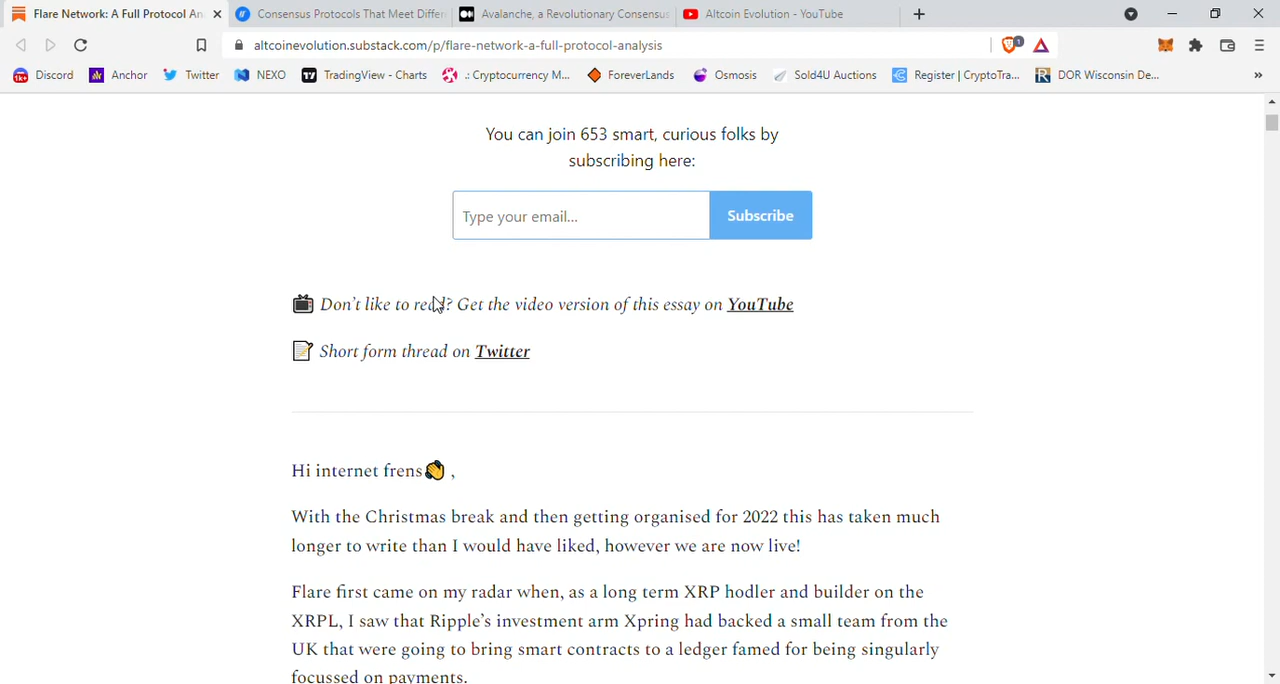 Flare Network: A Full Protocol An
Consensus Protocols That Meet Differ
Avalanche, a Revolutionary Consensus
Altcoin Evolution - YouTube
altcoinevolution.substack.com/p/flare-network-a-full-protocol-analysis
1
Discord
Anchor
Twitter
NEXO
TradingView - Charts
.: Cryptocurrency M...
ForeverLands
Osmosis
Sold4U Auctions
Register | CryptoTra...
DOR Wisconsin De...
»
You can join 653 smart, curious folks by
subscribing here:
Type your email...
Subscribe
Don't like to read? Get the video version of this essay on YouTube
Short form thread on Twitter
Hi internet frens👋 ,
With the Christmas break and then getting organised for 2022 this has taken much
longer to write than I would have liked, however we are now live!
Flare first came on my radar when, as a long term XRP hodler and builder on the
XRPL, I saw that Ripple's investment arm Xpring had backed a small team from the
UK that were going to bring smart contracts to a ledger famed for being singularly
focussed on payments.